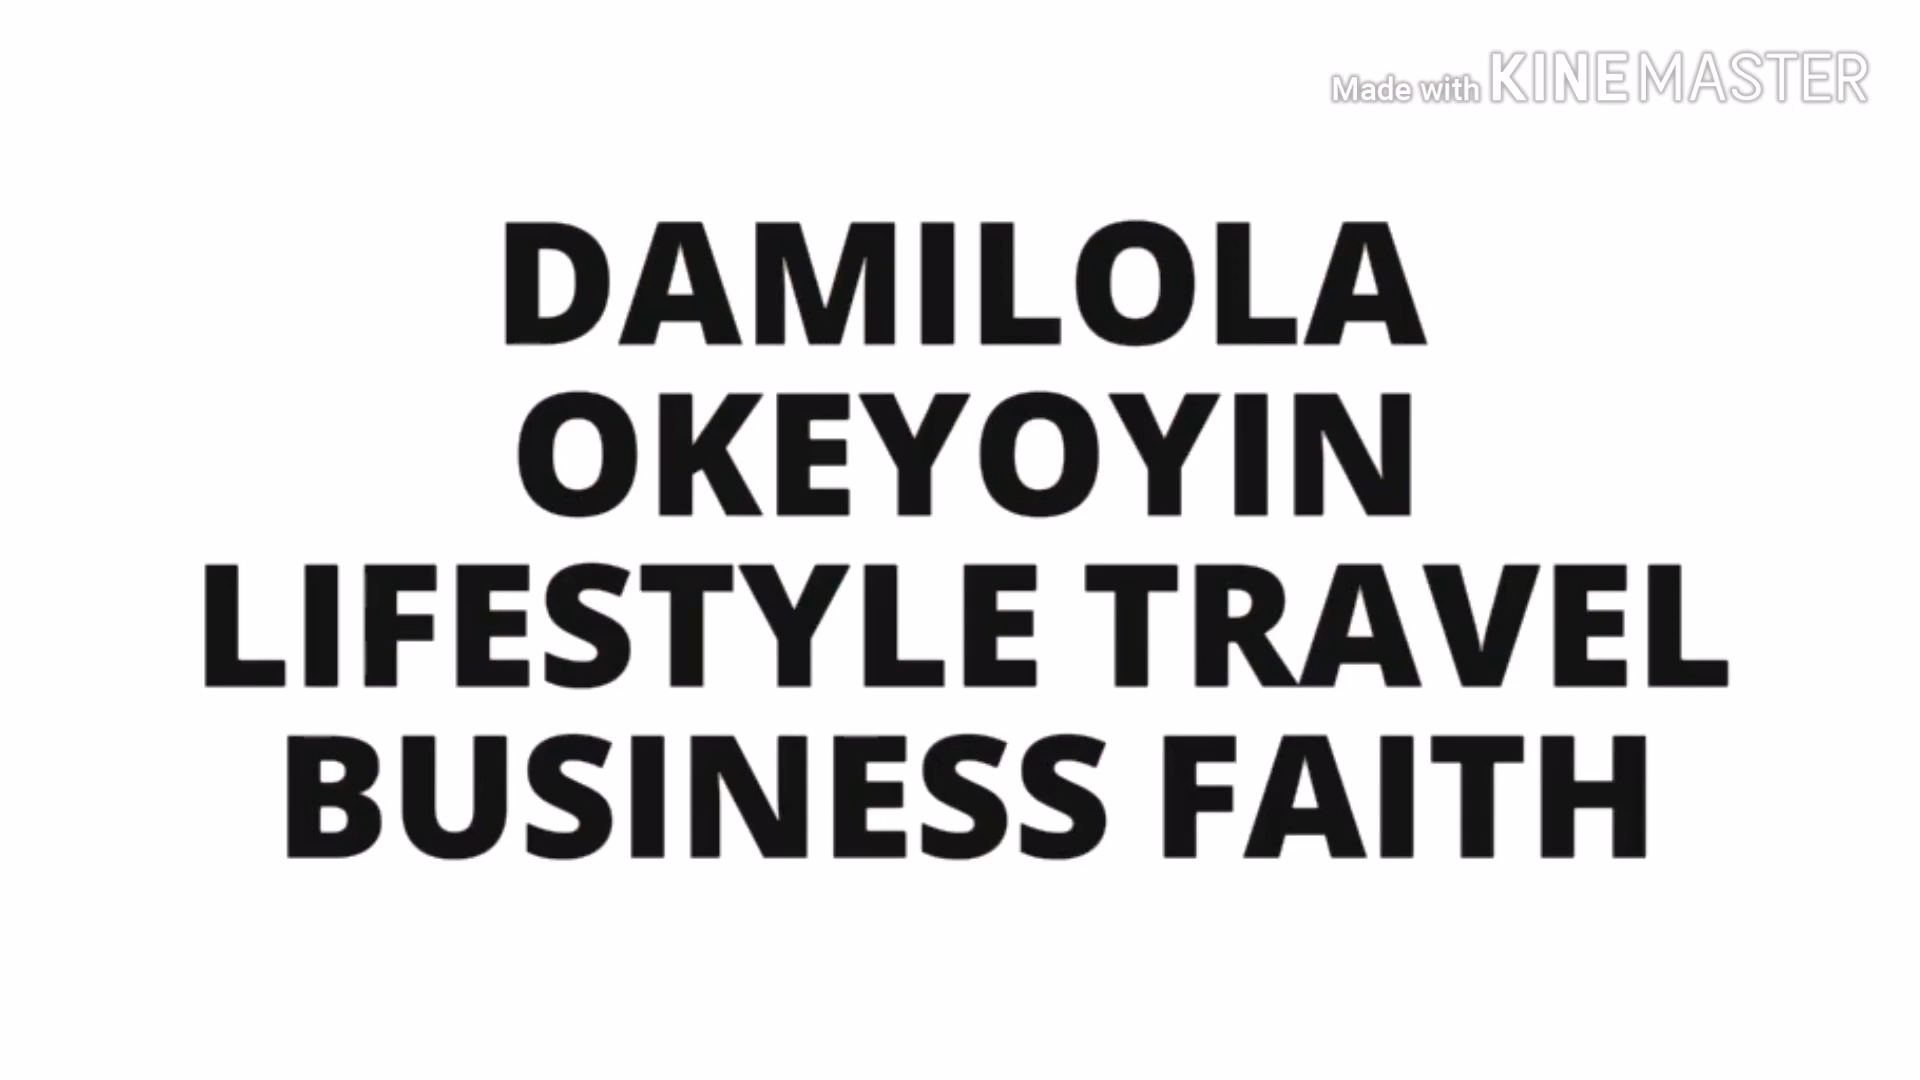 Made with KINEMASTER
DAMILOLA
OKEYOYIN
LIFESTYLE TRAVEL
BUSINESS FAITH